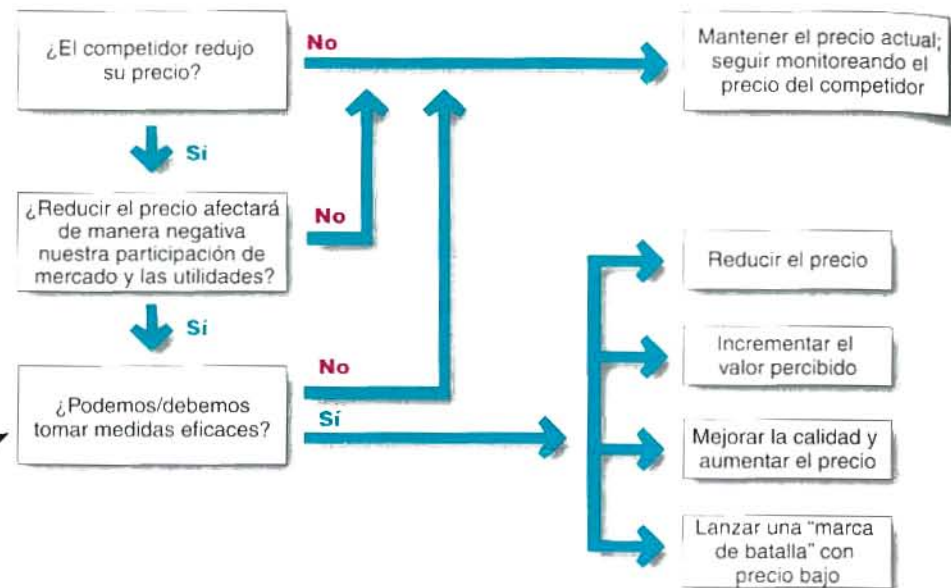 ¿El competidor redujo
su precio?
No
Mantener el precio actual;
seguir monitoreando el
precio del competidor
Sí
¿Reducir el precio afectará
de manera negativa
nuestra participación de
mercado y las utilidades?
No
Sí
¿Podemos/debemos
tomar medidas eficaces?
No
Sí
Reducir el precio
Incrementar el
valor percibido
Mejorar la calidad y
aumentar el precio
Lanzar una “marca
de batalla” con
precio bajo